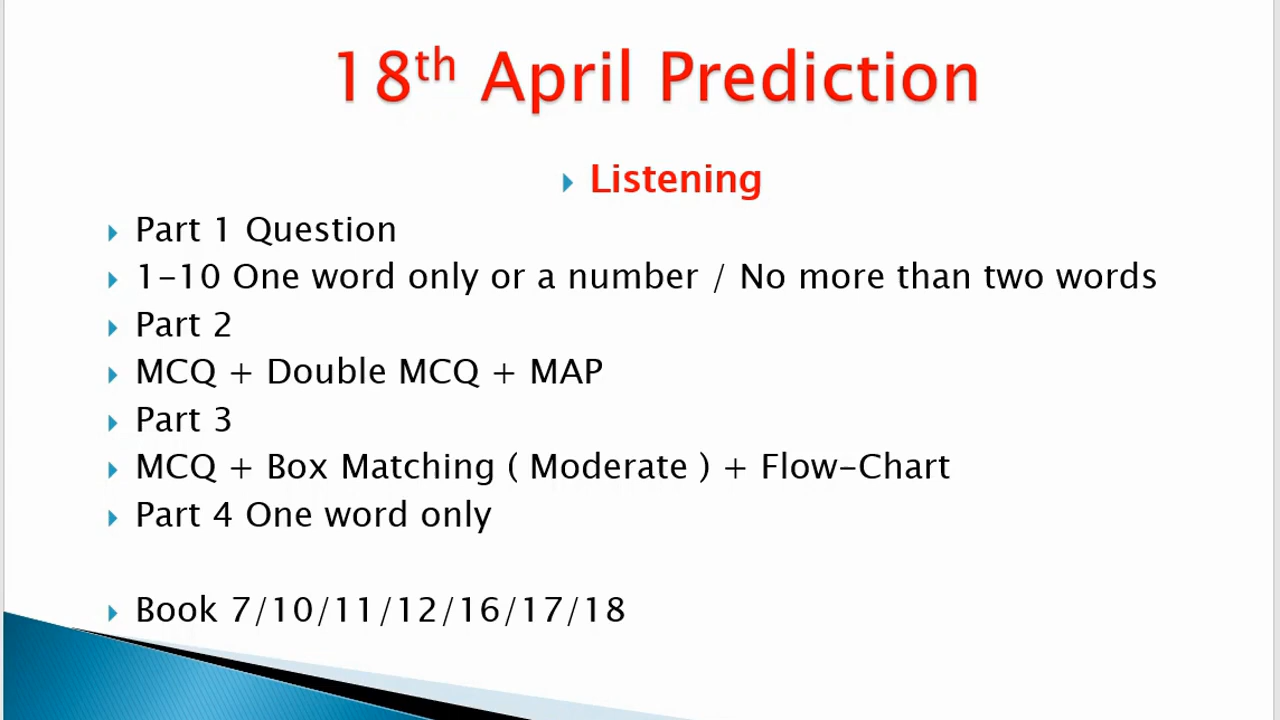 18th April Prediction
Listening
Part 1 Question
1-10 One word only or a number / No more than two words
Part 2
MCQ + Double MCQ + MAP
Part 3
MCQ + Box Matching ( Moderate ) + Flow-Chart
Part 4 One word only
Book 7/10/11/12/16/17/18